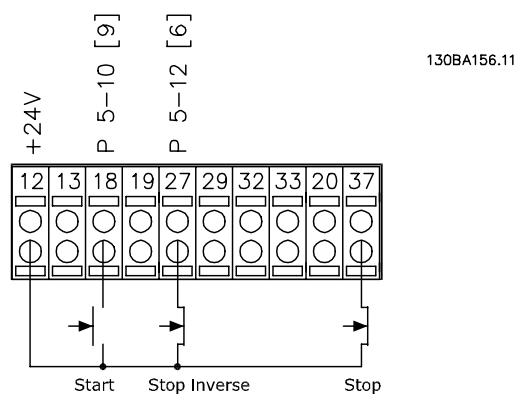 130BA156.11
+24V
P 5-10 [9]
P 5-12 [6]
12 13 18 19 27 29 32 33 20 37
Start Stop Inverse Stop